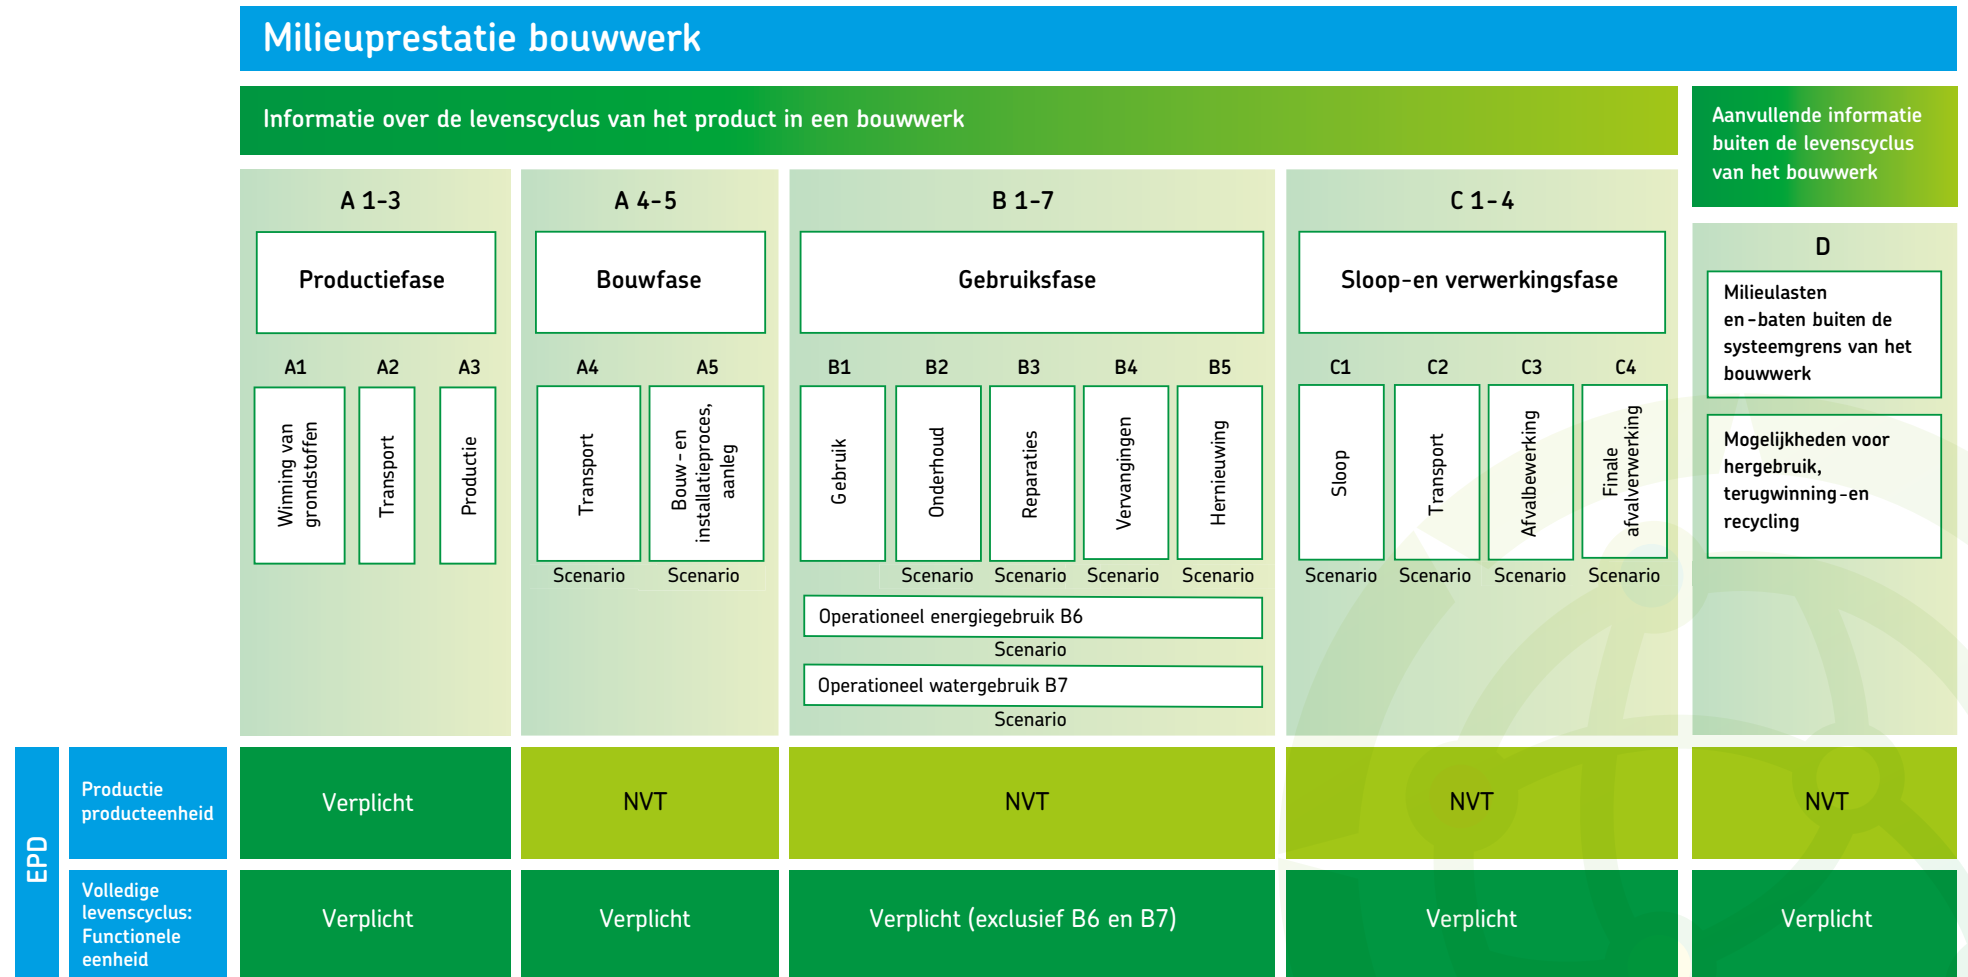 Milieuprestatie bouwwerk
Informatie over de levenscyclus van het product in een bouwwerk
Aanvullende informatie
buiten de levenscyclus
van het bouwwerk
A 1-3
Productiefase
A1
Winning van
grondstoffen
A2
Transport
A3
Productie
A 4-5
Bouwfase
A4
Transport
Scenario
A5
Bouw- en
installatieproces,
aanleg
Scenario
B 1-7
Gebruiksfase
B1
Gebruik
B2
Onderhoud
Scenario
B3
Reparaties
Scenario
B4
Vervangingen
Scenario
B5
Hernieuwing
Scenario
Operationeel energiegebruik B6
Scenario
Operationeel watergebruik B7
Scenario
C 1-4
Sloop-en verwerkingsfase
C1
Sloop
Scenario
C2
Transport
Scenario
C3
Afvalbewerking
Scenario
C4
Finale
afvalverwerking
Scenario
D
Milieulasten
en-baten buiten de
systeemgrens van het
bouwwerk
Mogelijkheden voor
hergebruik,
terugwinning-en
recycling
EPD
Productie
producteenheid
Verplicht
NVT
NVT
NVT
NVT
Volledige
levenscyclus:
Functionele
eenheid
Verplicht
Verplicht
Verplicht (exclusief B6 en B7)
Verplicht
Verplicht